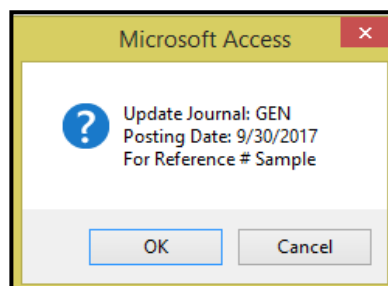 Microsoft Access
Update Journal: GEN
Posting Date: 9/30/2017
For Reference # Sample
OK
Cancel